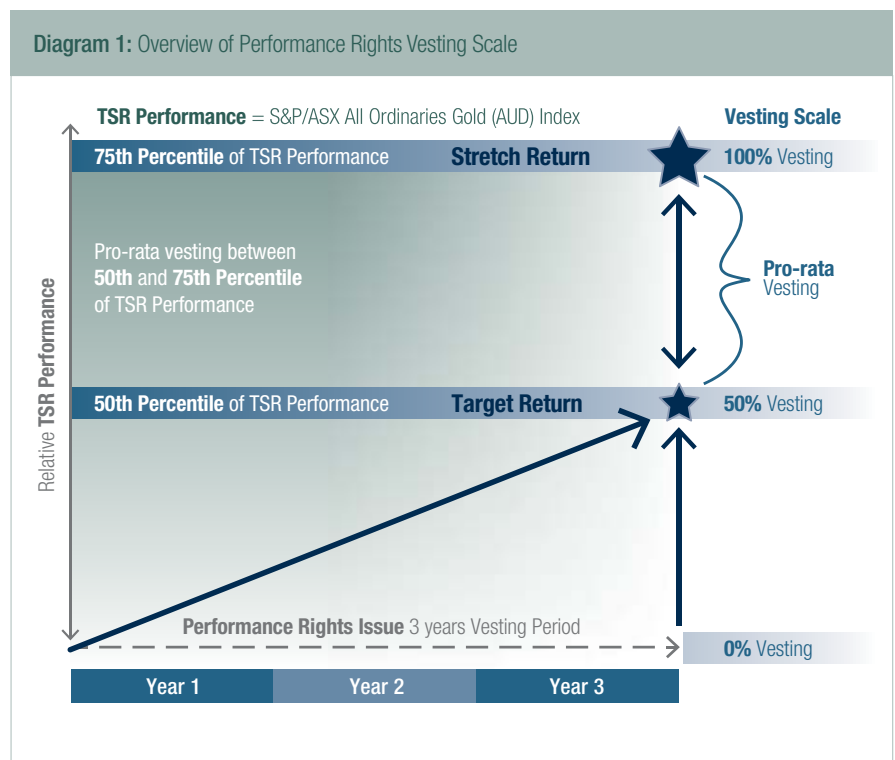 Diagram 1: Overview of Performance Rights Vesting Scale
TSR Performance = S&P/ASX All Ordinaries Gold (AUD) Index
Vesting Scale
75th Percentile of TSR Performance
Stretch Return
100% Vesting
Pro-rata vesting between
50th and 75th Percentile
of TSR Performance
Pro-rata
Vesting
Relative TSR Performance
50th Percentile of TSR Performance
Target Return
50% Vesting
Performance Rights Issue 3 years Vesting Period
0% Vesting
Year 1
Year 2
Year 3